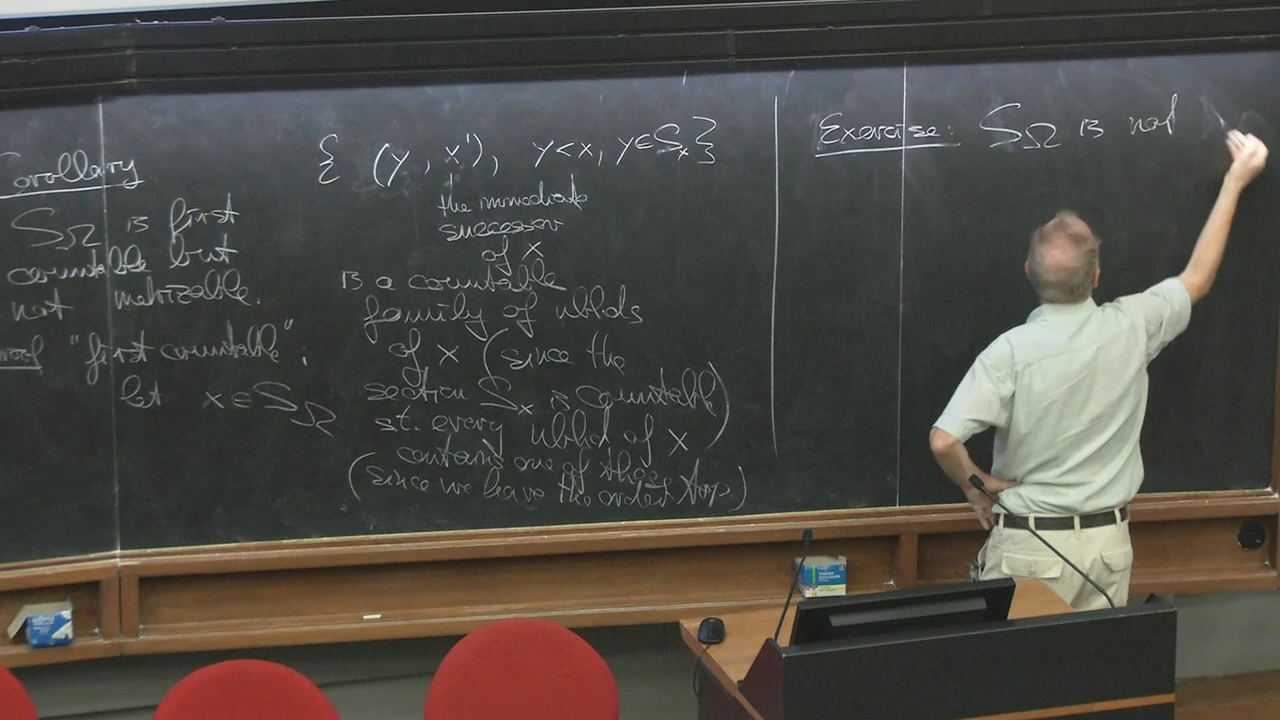 Corollary
SΩ is first
countable but
not metrizable.
"first countable":
let x ∈ SΩ
{ (y, x'), y<x, y∈Sx }
the immediate
successor
of x
is a countable
family of nbhds
of x (since the
section Sx is countable)
st. every nbhd of x
contains one of these
(since we have the order top.)
Exercise: SΩ is not